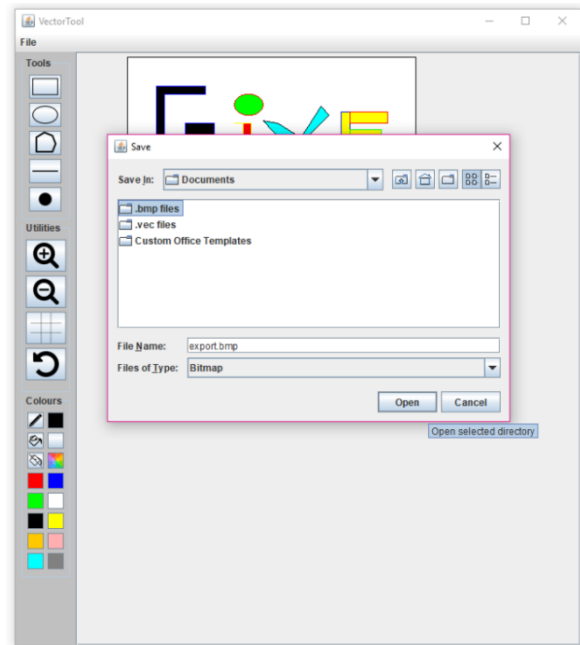 VectorTool
File
Tools
Utilities
Colours
Give
Save
Save In: Documents
.bmp files
.vec files
Custom Office Templates
File Name: export.bmp
Files of Type: Bitmap
Open Cancel
Open selected directory